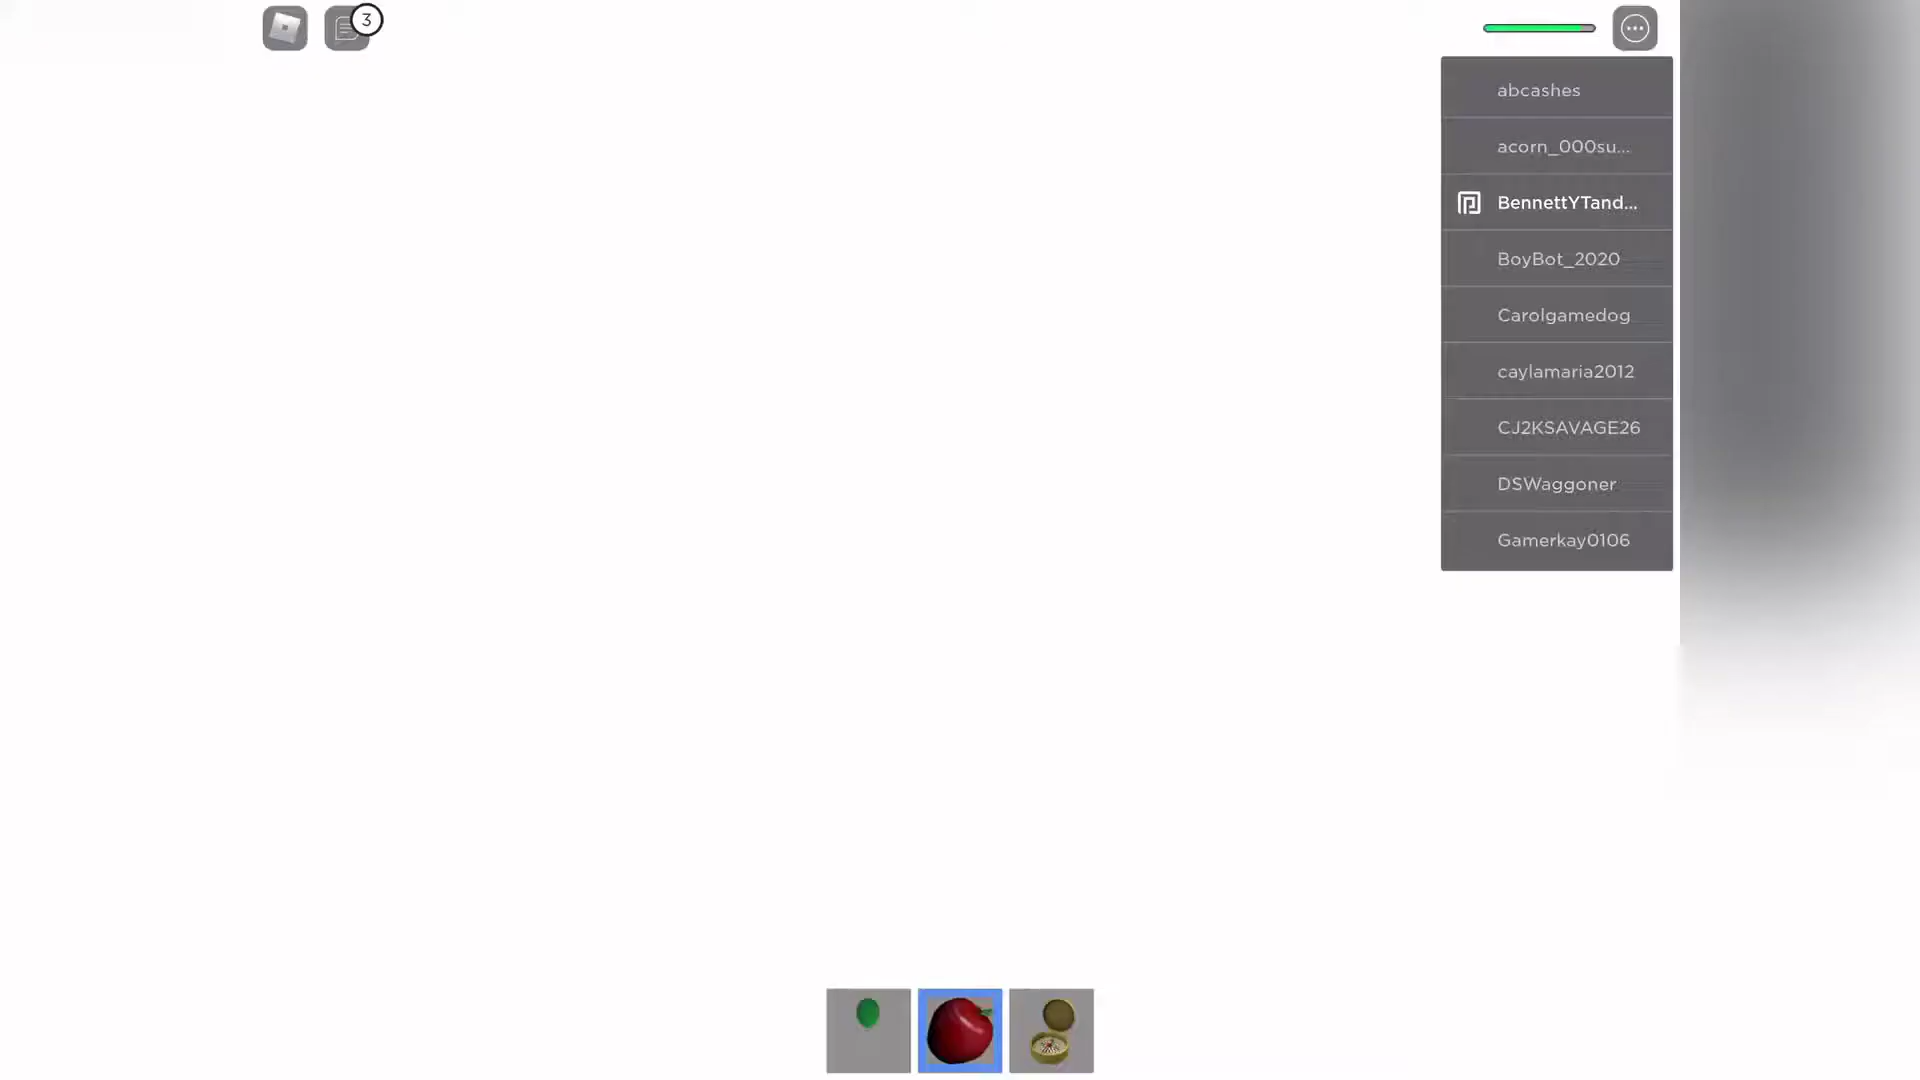 3
abcashes
acorn_000su...
BennettYTand...
BoyBot_2020
Carolgamedog
caylamaria2012
CJ2KSAVAGE26
DSWaggoner
Gamerkay0106